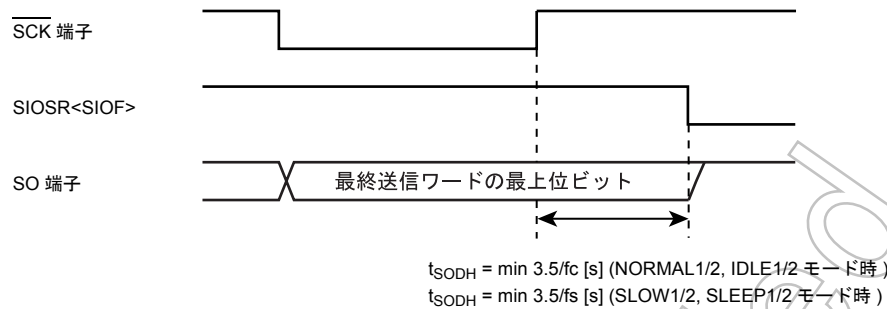 SCK 端子
SIOSR<SIOF>
SO 端子
最終送信ワードの最上位ビット
tSODH = min 3.5/fc [s] (NORMAL1/2, IDLE1/2 モード時 )
tSODH = min 3.5/fs [s] (SLOW1/2, SLEEP1/2 モード時 )